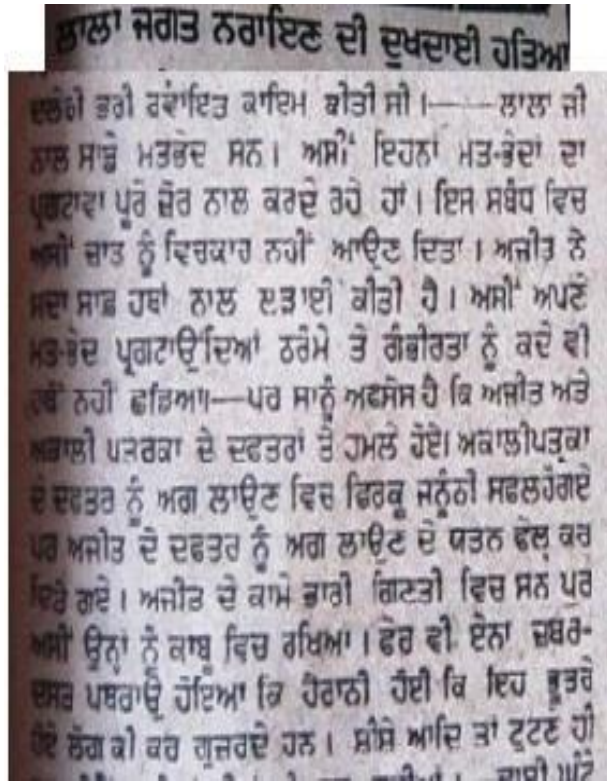 ਲਾਲਾ ਜਗਤ ਨਰਾਇਣ ਦੀ ਦੁਖਦਾਈ ਹਤਿਆ
ਦਲੇਰੀ ਭਰੀ ਰਵਾਇਤ ਕਾਇਮ ਕੀਤੀ ਸੀ।——ਲਾਲਾ ਜੀ
ਨਾਲ ਸਾਡੇ ਮਤਭੇਦ ਸਨ। ਅਸੀਂ ਇਹਨਾਂ ਮਤ-ਭੇਦਾਂ ਦਾ
ਪ੍ਰਗਟਾਵਾ ਪੂਰੇ ਜ਼ੋਰ ਨਾਲ ਕਰਦੇ ਰਹੇ ਹਾਂ। ਇਸ ਸਬੰਧ ਵਿਚ
ਅਸੀਂ ਜ਼ਾਤ ਨੂੰ ਵਿਚਕਾਰ ਨਹੀਂ ਆਉਣ ਦਿਤਾ। ਅਜੀਤ ਨੇ
ਸਦਾ ਸਾਫ਼ ਹਥਾਂ ਨਾਲ ਲੜਾਈ ਕੀਤੀ ਹੈ। ਅਸੀਂ ਅਪਣੇ
ਮਤ-ਭੇਦ ਪ੍ਰਗਟਾਉਂਦਿਆਂ ਠਰੰਮੇ ਤੇ ਗੰਭੀਰਤਾ ਨੂੰ ਕਦੇ ਵੀ
ਹਥੋਂ ਨਹੀਂ ਛਡਿਆ।—ਪਰ ਸਾਨੂੰ ਅਫਸੋਸ ਹੈ ਕਿ ਅਜੀਤ ਅਤੇ
ਅਕਾਲੀ ਪਤਰਕਾ ਦੇ ਦਫਤਰਾਂ ਤੇ ਹਮਲੇ ਹੋਏ। ਅਕਾਲੀਪਤ੍ਰਕਾ
ਦੇ ਦਫਤਰ ਨੂੰ ਅਗ ਲਾਉਣ ਵਿਚ ਫਿਰਕੂ ਜਨੂੰਨੀ ਸਫਲਹੋਗਏ
ਪਰ ਅਜੀਤ ਦੇ ਦਫਤਰ ਨੂੰ ਅਗ ਲਾਉਣ ਦੇ ਯਤਨ ਫੇਲ੍ਹ ਕਰ
ਦਿਤੇ ਗਏ। ਅਜੀਤ ਦੇ ਕਾਮੇ ਭਾਰੀ ਗਿਣਤੀ ਵਿਚ ਸਨ ਪਰ
ਅਸੀਂ ਉਨ੍ਹਾਂ ਨੂੰ ਕਾਬੂ ਵਿਚ ਰਖਿਆ। ਫੇਰ ਵੀ ਏਨਾ ਜ਼ਬਰ-
ਦਸਤ ਪਥਰਾਉ ਹੋਇਆ ਕਿ ਹੈਰਾਨੀ ਹੋਈ ਕਿ ਇਹ ਭੂਤਰੇ
ਹੋਏ ਲੋਗ ਕੀ ਕਰ ਗੁਜ਼ਰਦੇ ਹਨ। ਸ਼ੀਸ਼ੇ ਆਦਿ ਤਾਂ ਟੁਟਣ ਹੀ